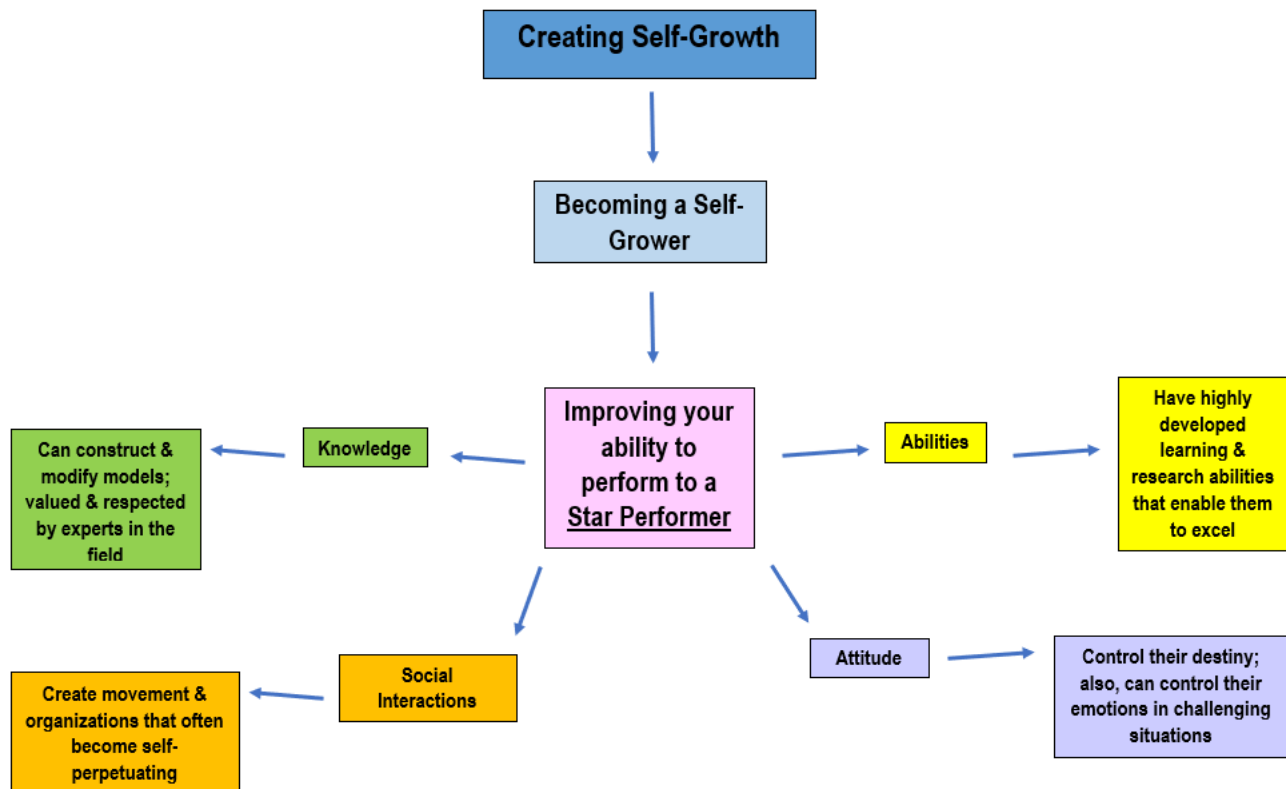 Creating Self-Growth
Becoming a Self-
Grower
Improving your
ability to
perform to a
Star Performer
Knowledge
Can construct &
modify models;
valued & respected
by experts in the
field
Abilities
Have highly
developed
learning &
research abilities
that enable them
to excel
Social
Interactions
Create movement &
organizations that often
become self-
perpetuating
Attitude
Control their destiny;
also, can control their
emotions in challenging
situations